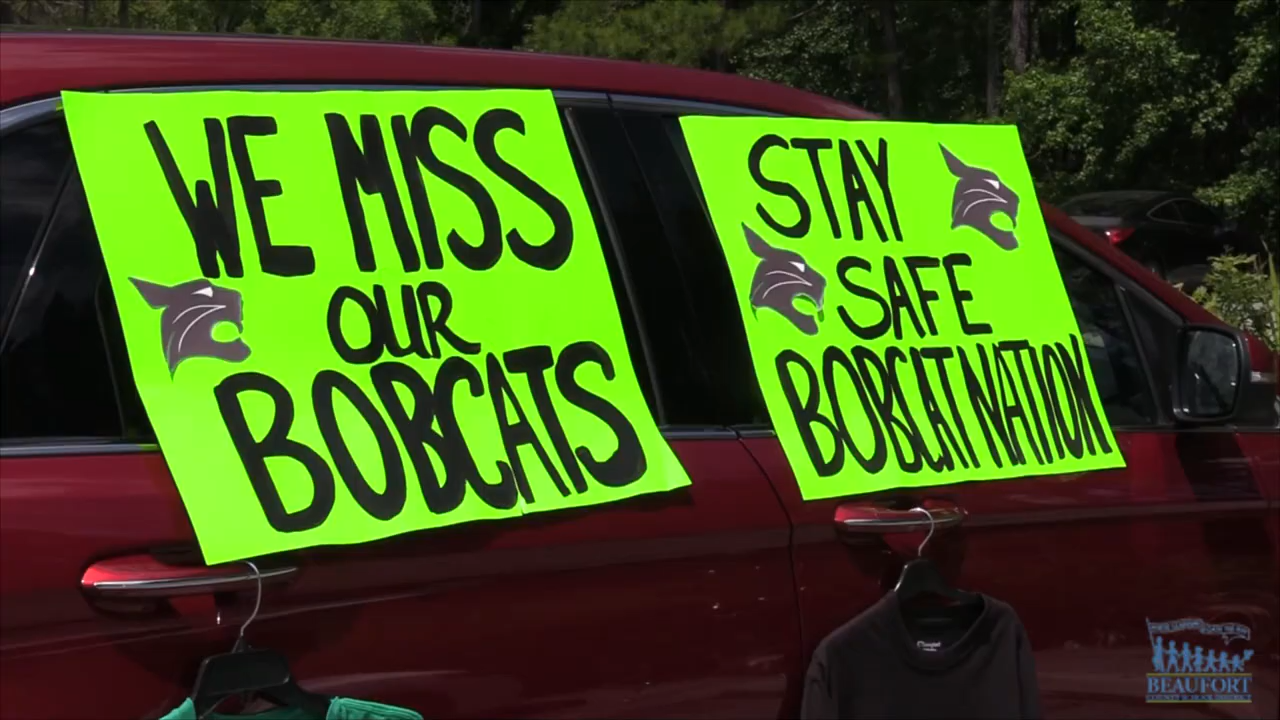 WE MISS
OUR
BOBCATS
STAY
SAFE
BOBCAT NATION
BEAUFORT